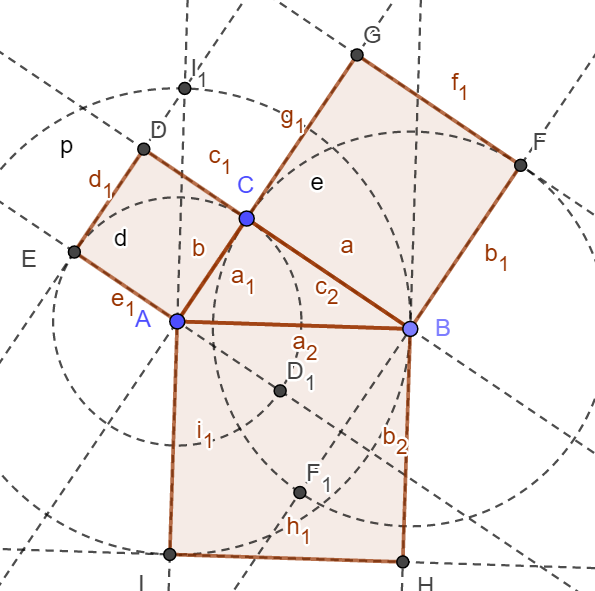 G
I₁
f₁
g₁
D
F
p
c₁
d₁
C
e
E
d
b
a
b₁
a₁
c₂
e₁
A
B
a₂
D₁
i₁
b₂
F₁
h₁
H